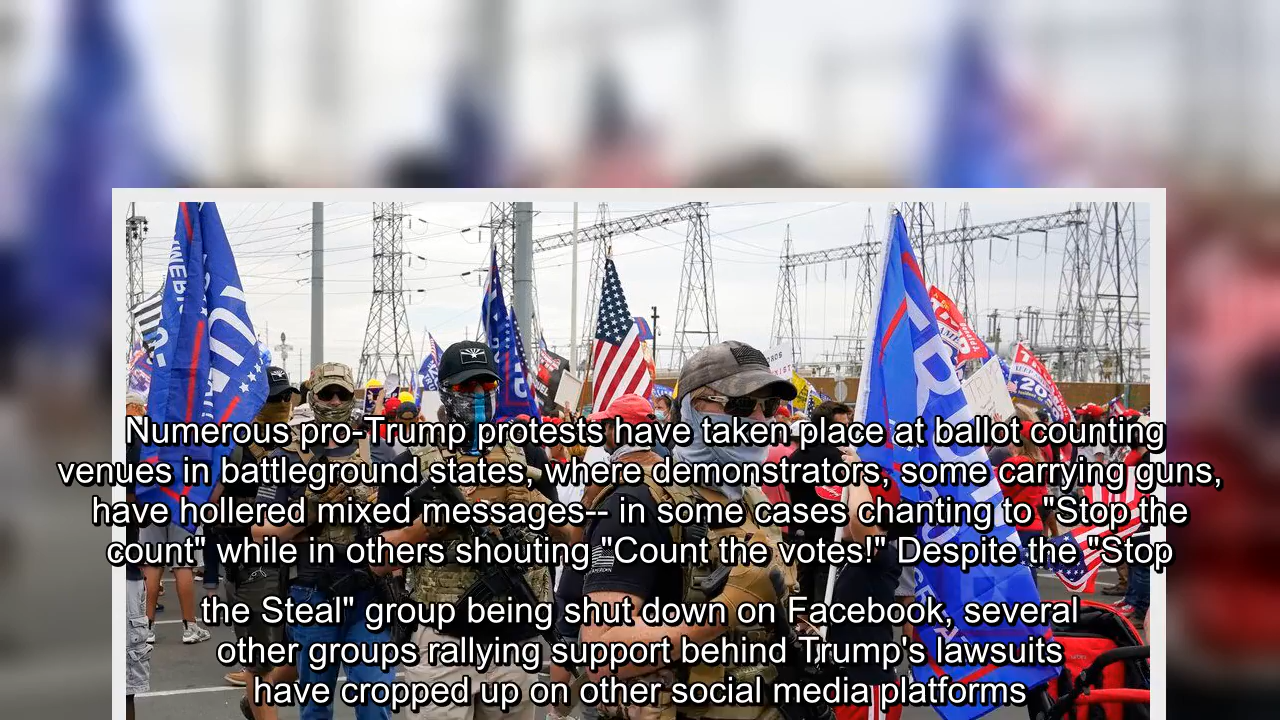 Numerous pro-Trump protests have taken place at ballot counting
venues in battleground states, where demonstrators, some carrying guns,
have hollered mixed messages-- in some cases chanting to "Stop the
count" while in others shouting "Count the votes!" Despite the "Stop
the Steal" group being shut down on Facebook, several
other groups rallying support behind Trump's lawsuits
have cropped up on other social media platforms